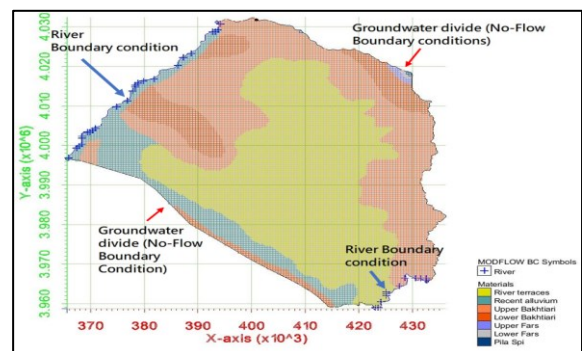 River
Boundary condition
Groundwater divide (No-Flow
Boundary conditions)
4.030
4.020
4.010
4.000
3.990
3.980
3.970
3.960
Y-axis (x10^6)
Groundwater
divide (No-Flow
Boundary
Condition)
River Boundary
condition
370 380 390 400 410 420 430
X-axis (x10^3)
MODFLOW BC Symbols
River
Materials
River terraces
Recent alluvium
Upper Bakhtiari
Lower Bakhtiari
Upper Fars
Lower Fars
Pila Spi